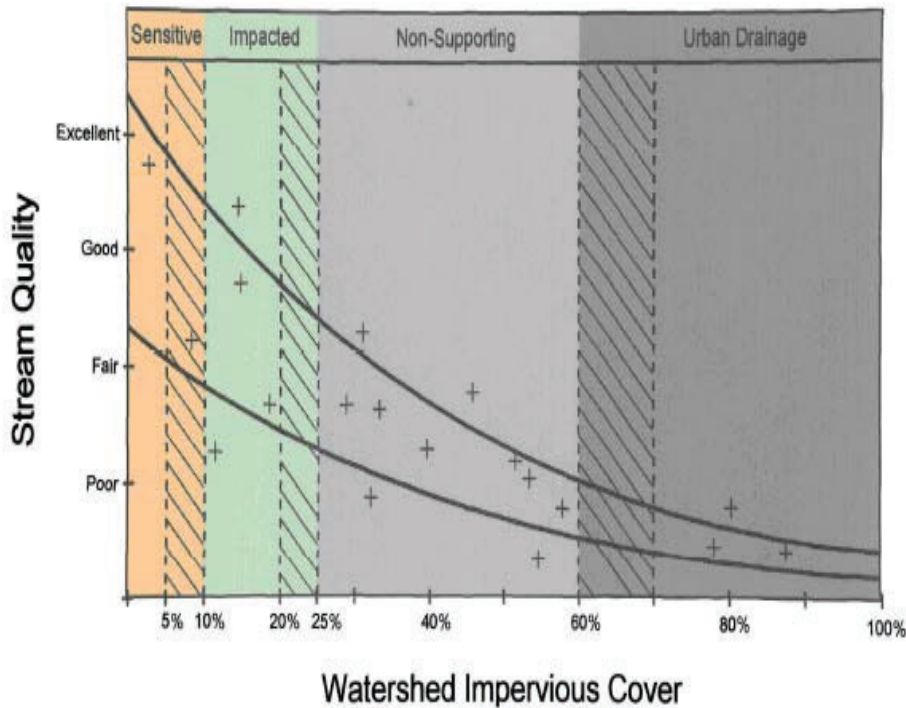 Sensitive Impacted Non-Supporting Urban Drainage
Excellent
Good
Fair
Poor
Stream Quality
5% 10% 20% 25% 40% 60% 80% 100%
Watershed Impervious Cover